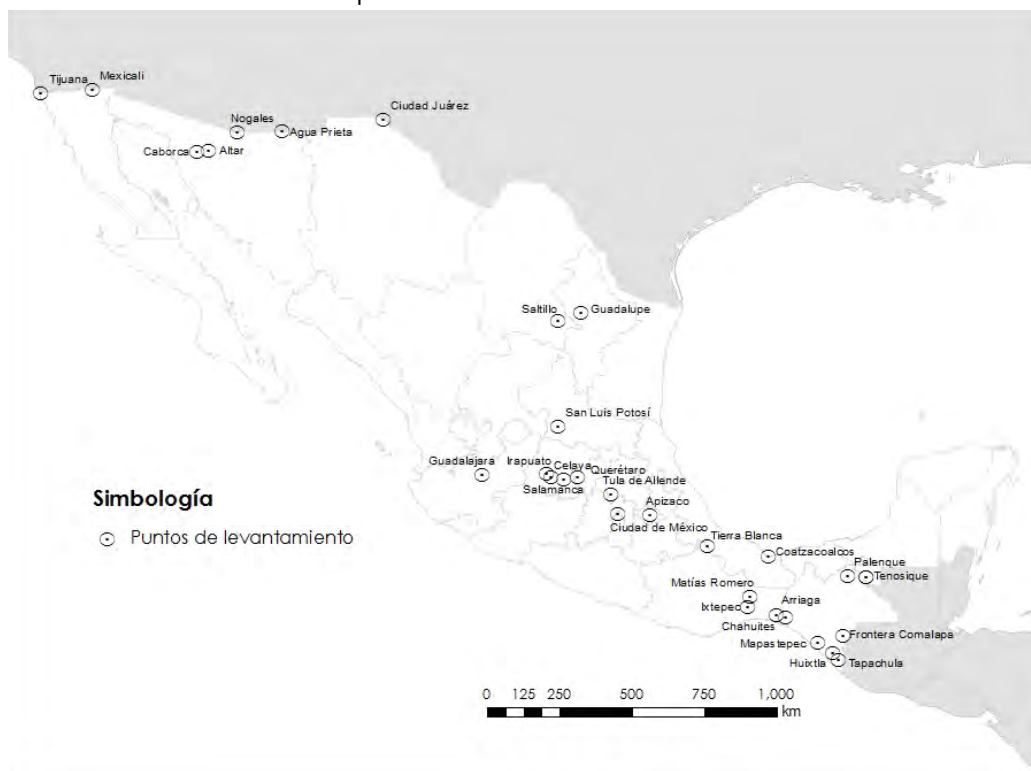 Tijuana
Mexicali
Ciudad Juárez
Nogales
Agua Prieta
Caborca
Altar
Saltillo
Guadalupe
San Luis Potosí
Guadalajara
Irapuato
Celaya
Querétaro
Salamanca
Tula de Allende
Apizaco
Ciudad de México
Tierra Blanca
Coatzacoalcos
Palenque
Tenosique
Matías Romero
Ixtepec
Arriaga
Chahuites
Mapastepec
Frontera Comalapa
Huixtla
Tapachula
Simbología
Puntos de levantamiento
0 125 250 500 750 1,000
km